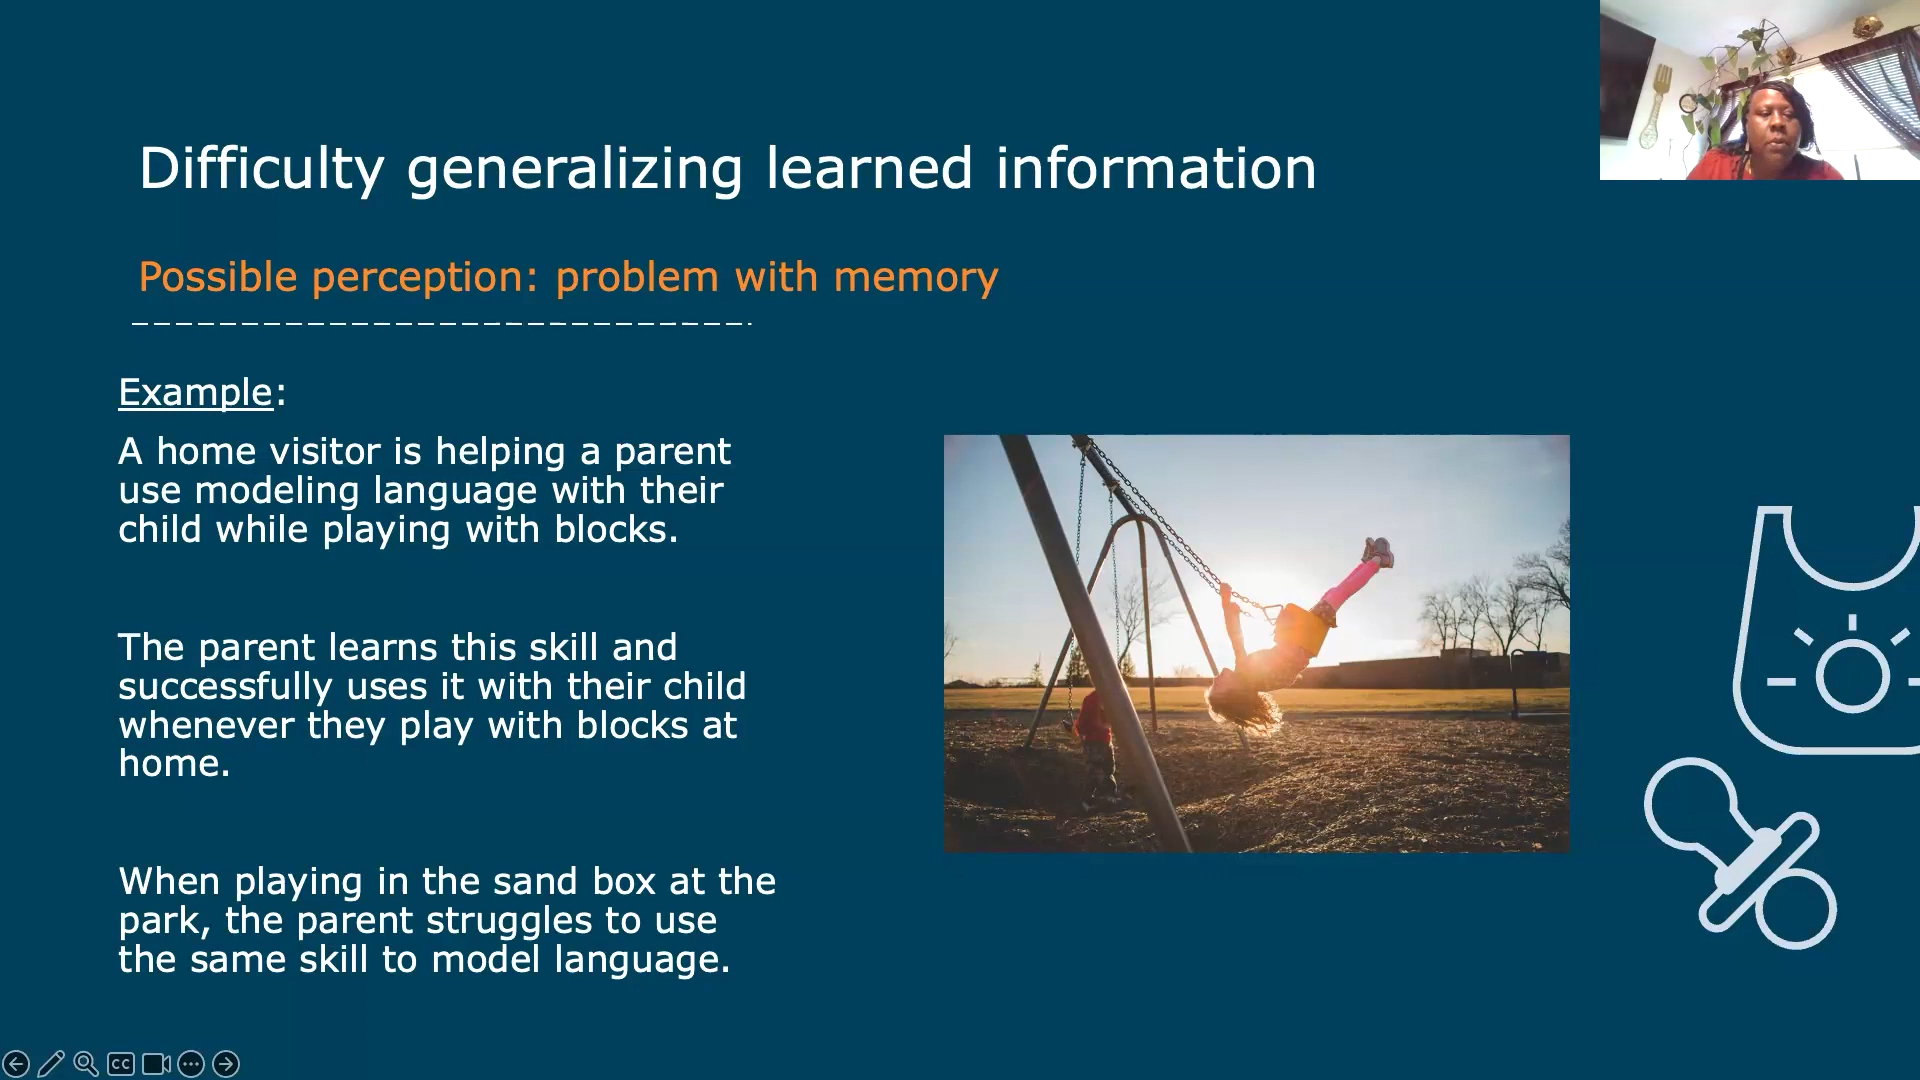 Difficulty generalizing learned information
Possible perception: problem with memory
Example:
A home visitor is helping a parent
use modeling language with their
child while playing with blocks.
The parent learns this skill and
successfully uses it with their child
whenever they play with blocks at
home.
When playing in the sand box at the
park, the parent struggles to use
the same skill to model language.
CC